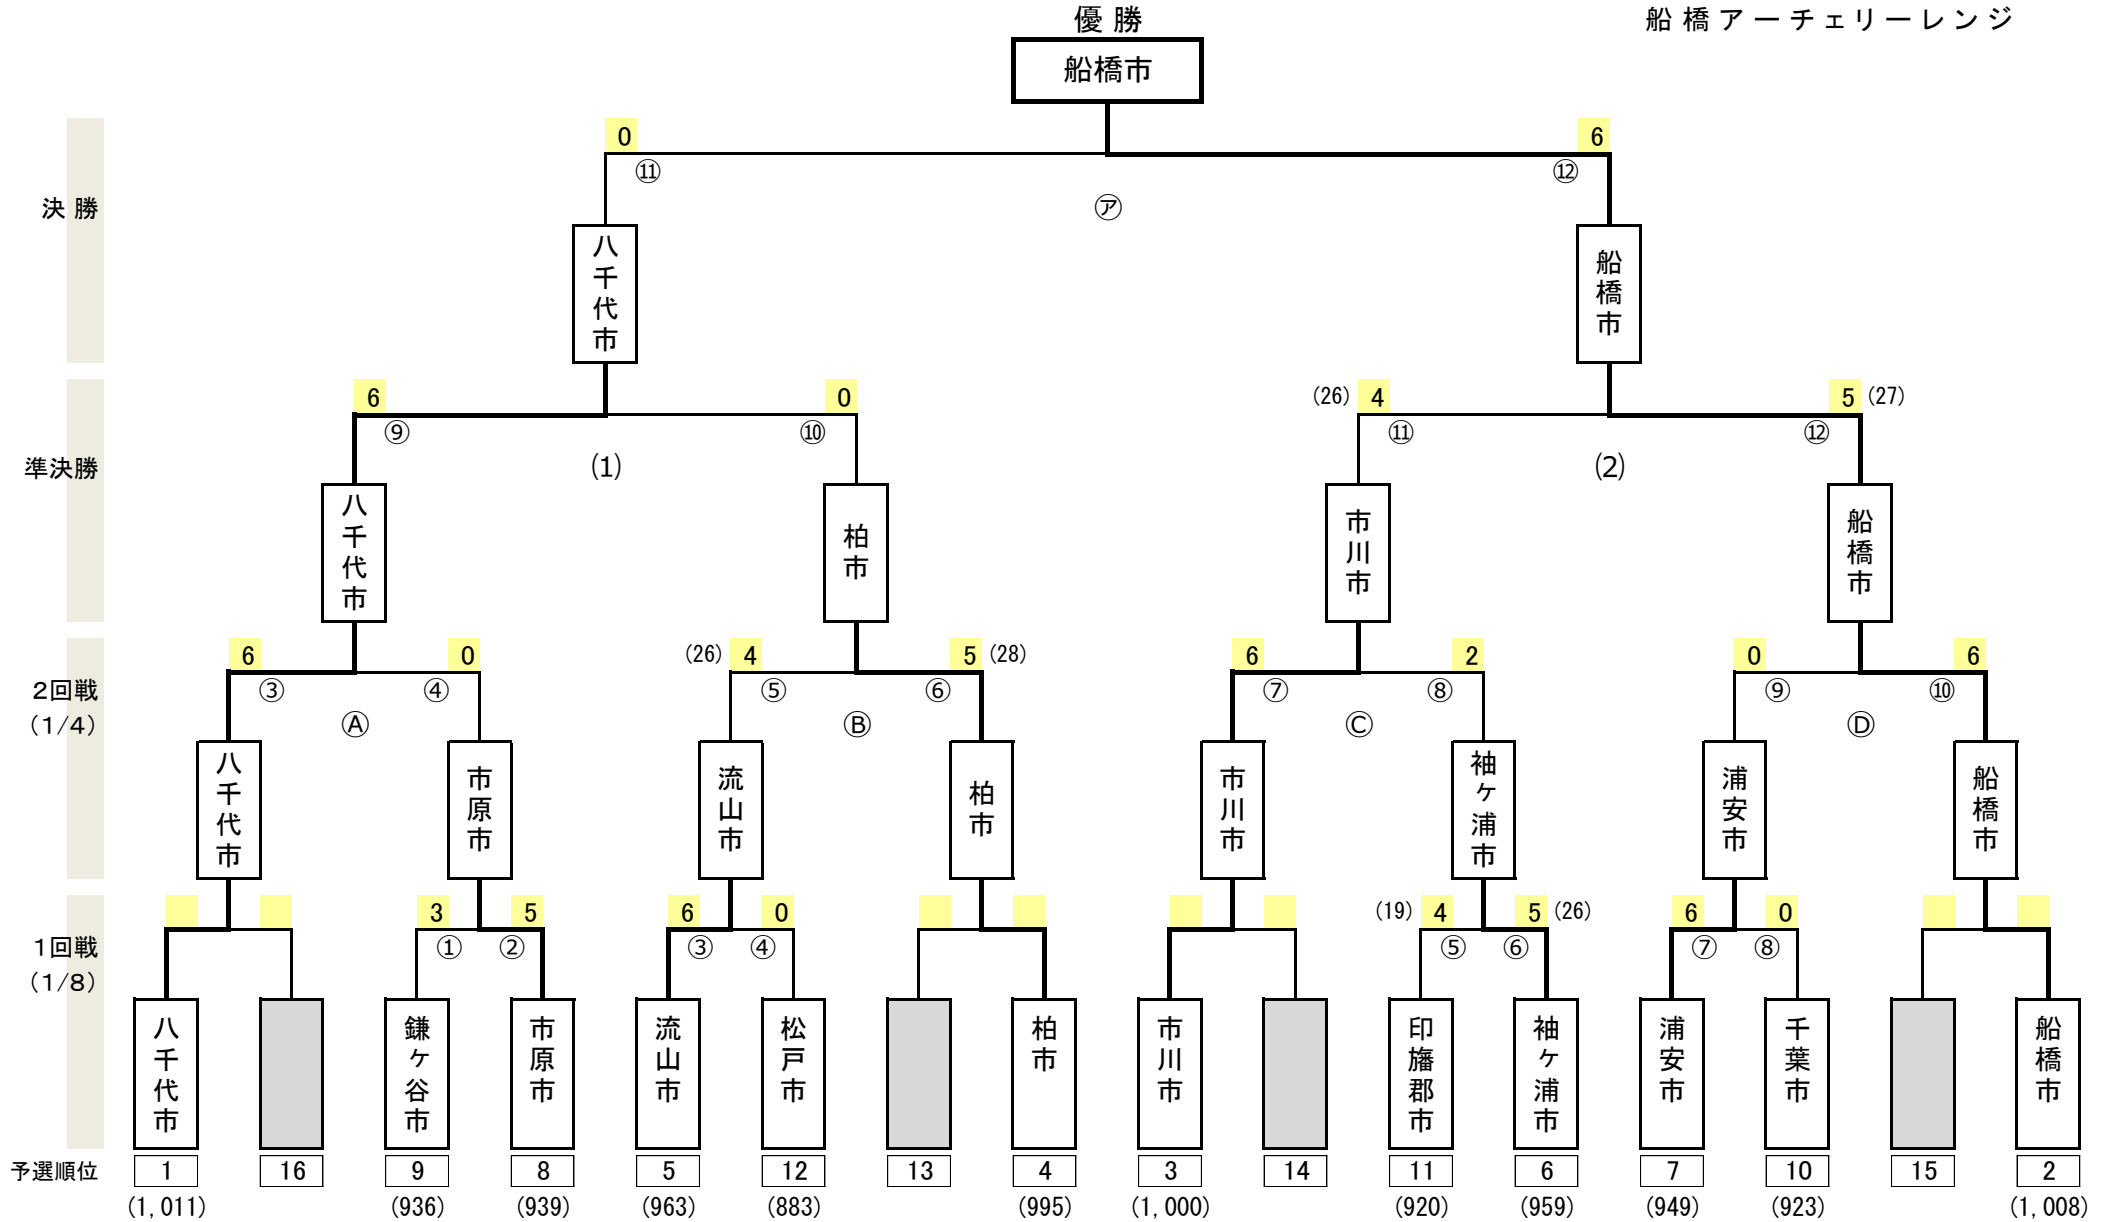 優勝
船橋アーチェリーレンジ
船橋市
0 6
⑪ ⑫
決勝
㋐
八千代市 船橋市
6 0 (26) 4 5 (27)
⑨ ⑩ ⑪ ⑫
準決勝
(1) (2)
八千代市 柏市 市川市 船橋市
6 0 (26) 4 5 (28) 6 2 0 6
2回戦
③ ④ ⑤ ⑥ ⑦ ⑧ ⑨ ⑩
(1/4)
Ⓐ Ⓑ Ⓒ Ⓓ
八千代市 市原市 流山市 柏市 市川市 袖ヶ浦市 浦安市 船橋市
3 5 6 0 (19) 4 5 (26) 6 0
1回戦
① ② ③ ④ ⑤ ⑥ ⑦ ⑧
(1/8)
八千代市 鎌ヶ谷市 市原市 流山市 松戸市 柏市 市川市 印旛郡市 袖ヶ浦市 浦安市 千葉市 船橋市
予選順位 1 16 9 8 5 12 13 4 3 14 11 6 7 10 15 2
(1,011) (936) (939) (963) (883) (995) (1,000) (920) (959) (949) (923) (1,008)